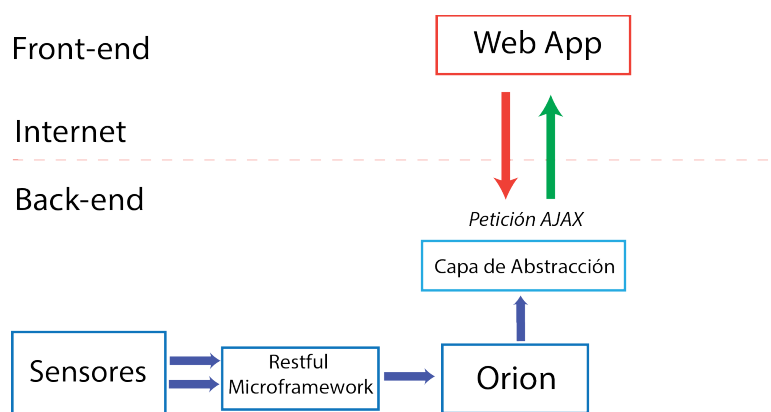 Front-end
Web App
Internet
Back-end
Petición AJAX
Capa de Abstracción
Sensores
Restful
Microframework
Orion